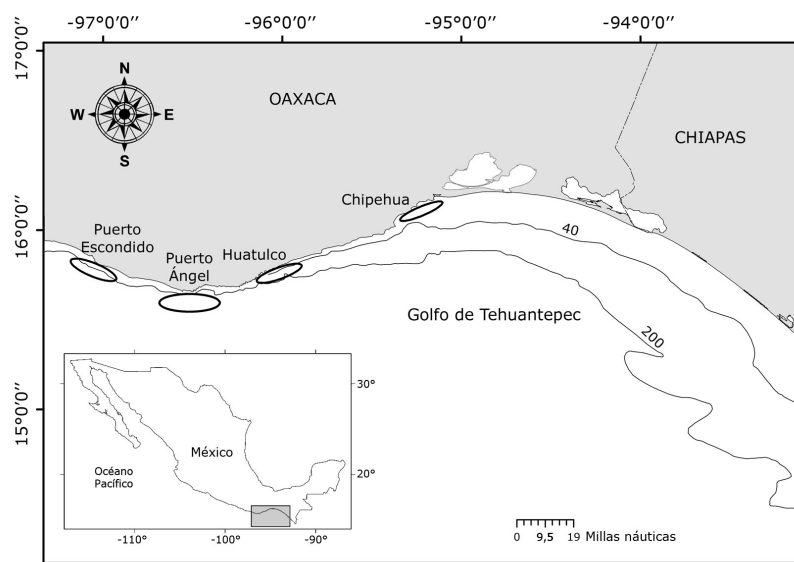 -97°0′0″ -96°0′0″ -95°0′0″ -94°0′0″
17°0′0″
16°0′0″
15°0′0″
N
W E
S
OAXACA
CHIAPAS
Chipehua
Puerto
Escondido
Puerto
Ángel
Huatulco
40
200
Golfo de Tehuantepec
México
Océano
Pacífico
30°
20°
-110° -100° -90°
0 9,5 19 Millas náuticas